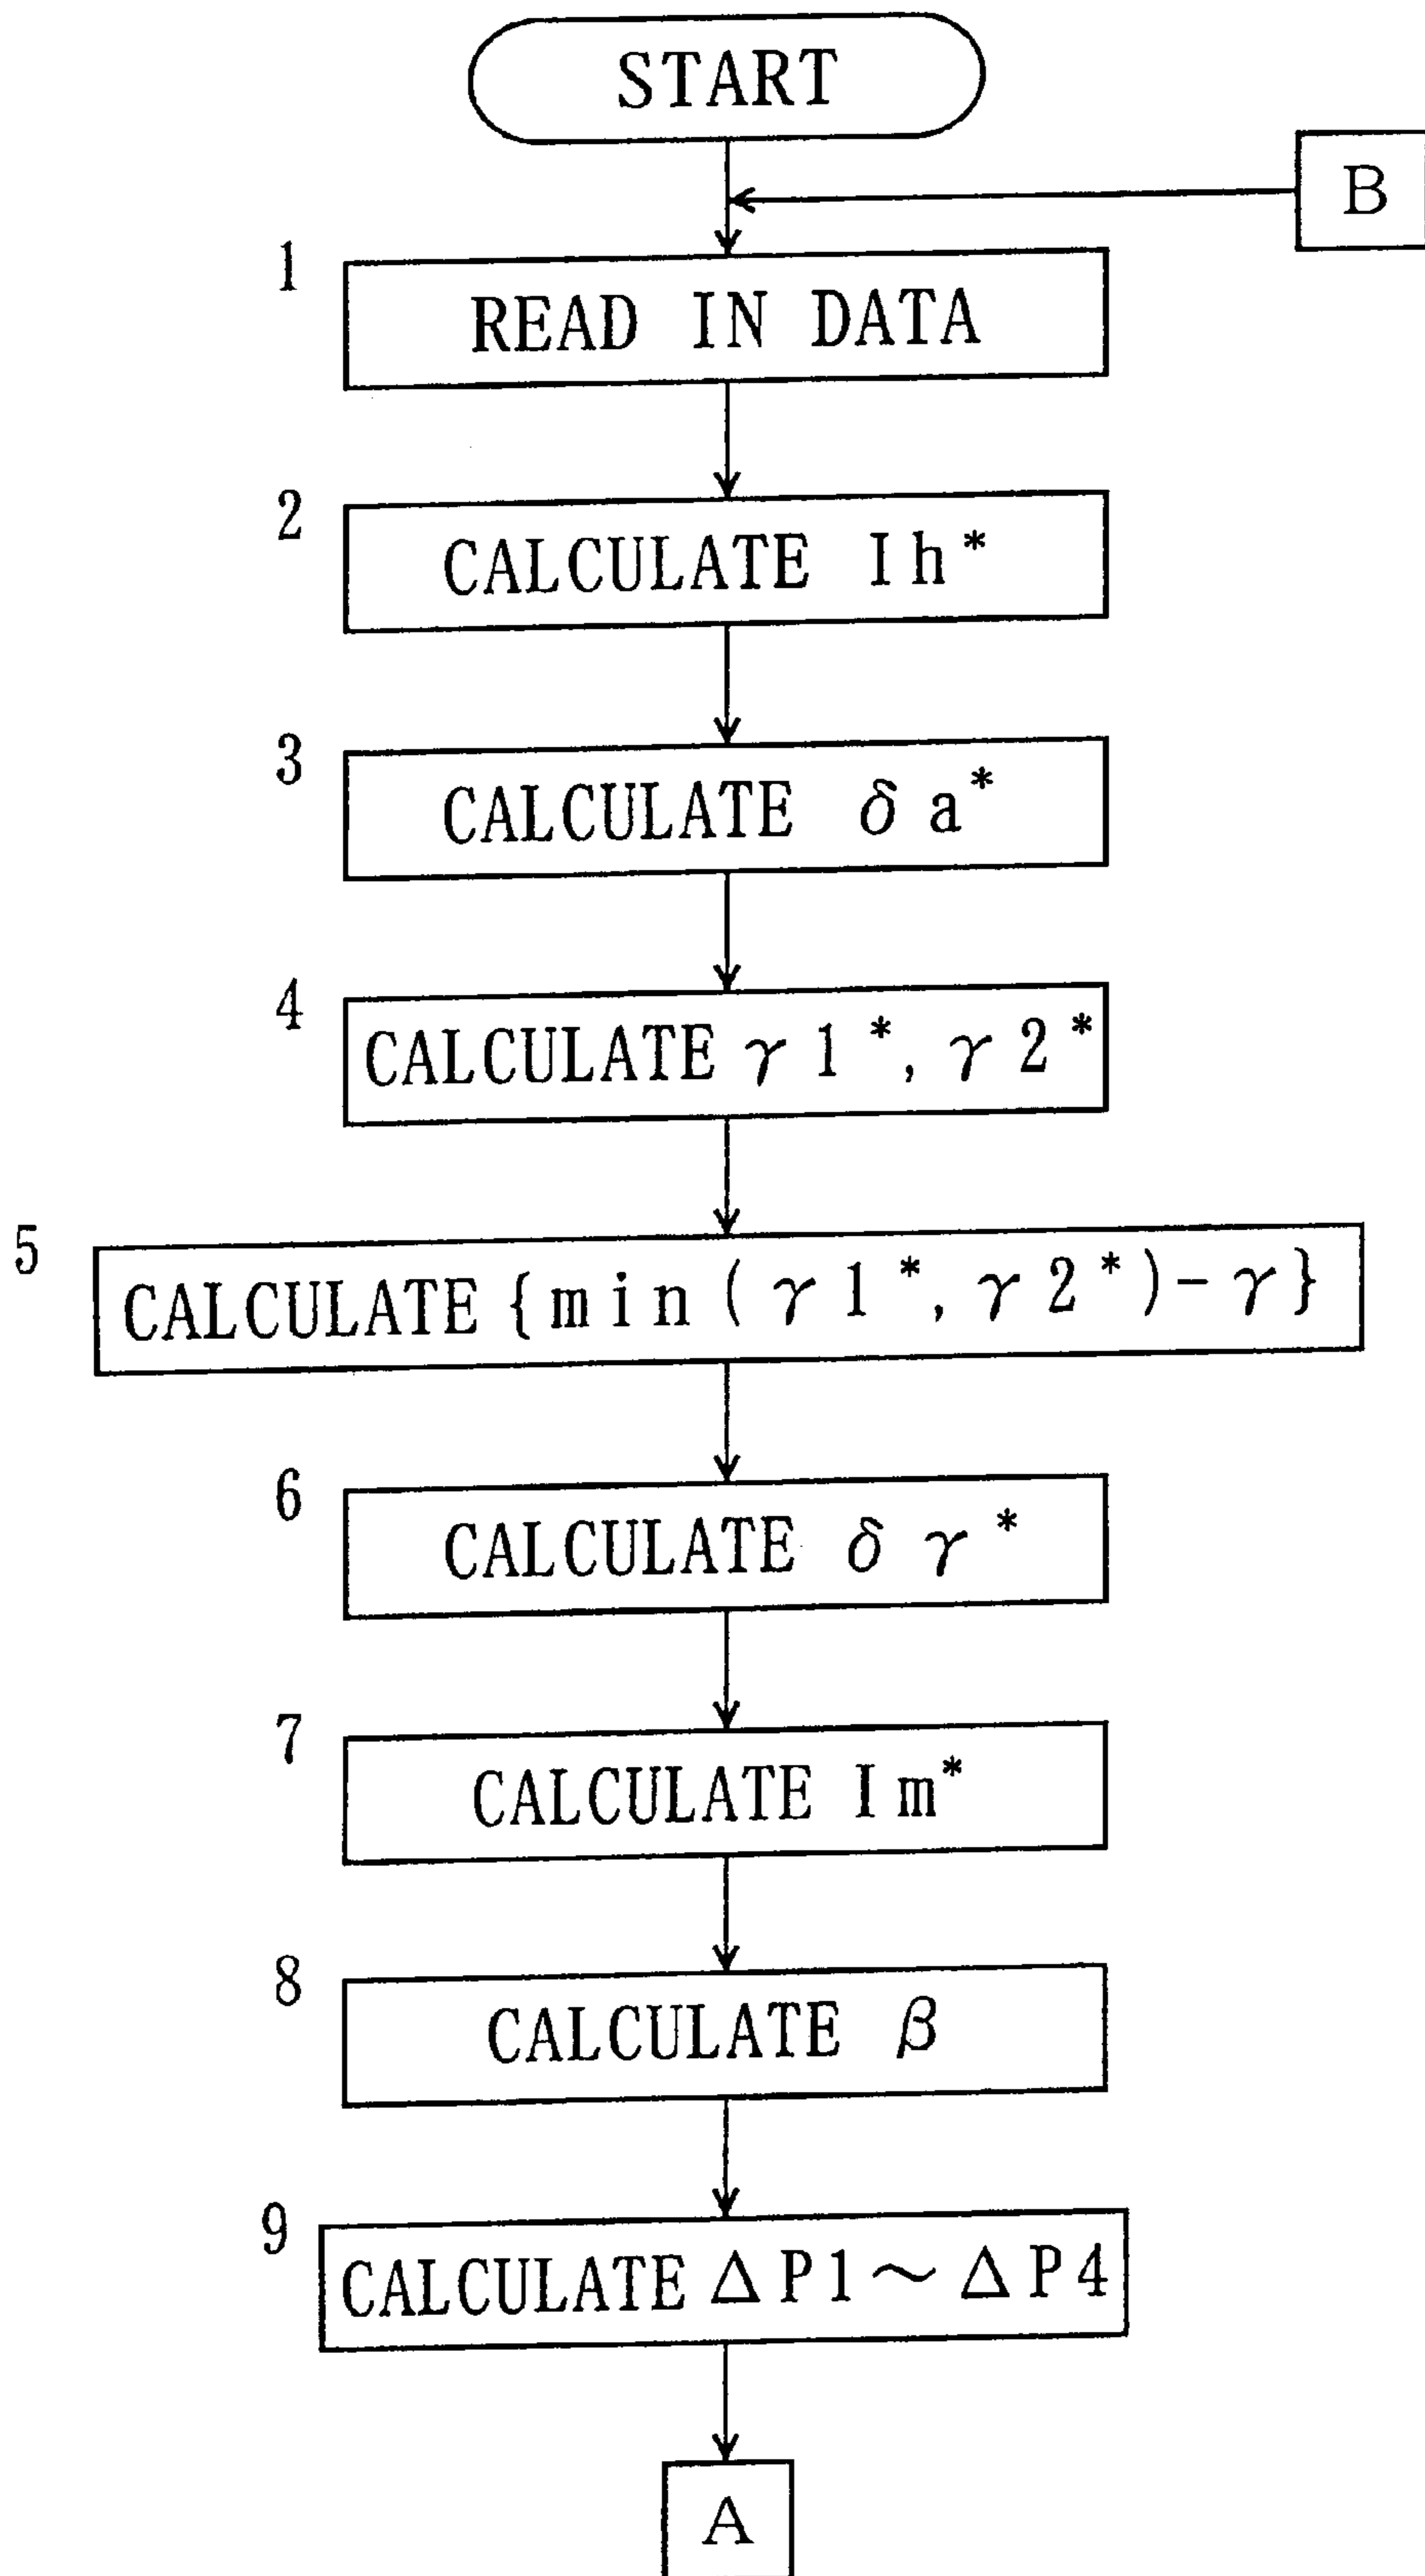 START
B
1
READ IN DATA
2
CALCULATE Ih*
3
CALCULATE δa*
4
CALCULATE γ1*, γ2*
5
CALCULATE {min(γ1*, γ2*)-γ}
6
CALCULATE δγ*
7
CALCULATE Im*
8
CALCULATE β
9
CALCULATE ΔP1～ΔP4
A